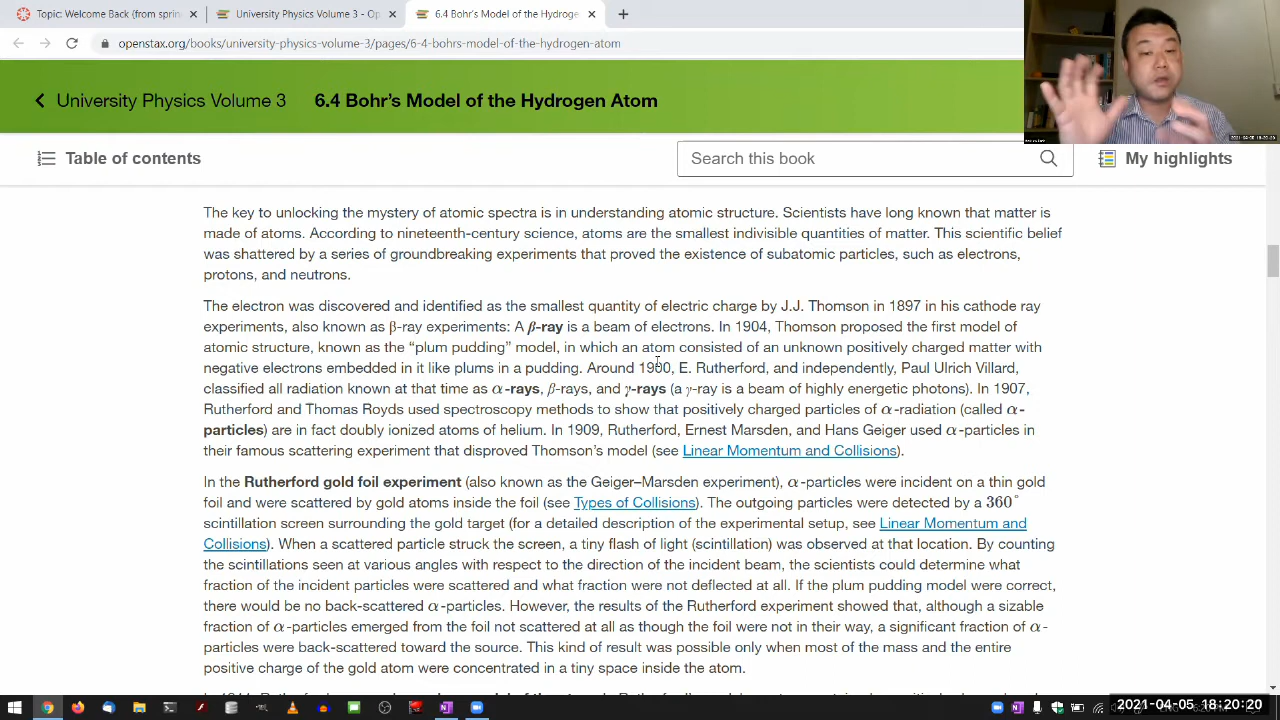 Topic: Welcome Back (from sprin
University Physics Volume 3 - Op
6.4 Bohr's Model of the Hydroge
openstax.org/books/university-physics-volume-3/pages/6-4-bohrs-model-of-the-hydrogen-atom
University Physics Volume 3
6.4 Bohr's Model of the Hydrogen Atom
Table of contents
Search this book
My highlights
The key to unlocking the mystery of atomic spectra is in understanding atomic structure. Scientists have long known that matter is
made of atoms. According to nineteenth-century science, atoms are the smallest indivisible quantities of matter. This scientific belief
was shattered by a series of groundbreaking experiments that proved the existence of subatomic particles, such as electrons,
protons, and neutrons.
The electron was discovered and identified as the smallest quantity of electric charge by J.J. Thomson in 1897 in his cathode ray
experiments, also known as β-ray experiments: A β-ray is a beam of electrons. In 1904, Thomson proposed the first model of
atomic structure, known as the “plum pudding” model, in which an atom consisted of an unknown positively charged matter with
negative electrons embedded in it like plums in a pudding. Around 1900, E. Rutherford, and independently, Paul Ulrich Villard,
classified all radiation known at that time as α-rays, β-rays, and γ-rays (a γ-ray is a beam of highly energetic photons). In 1907,
Rutherford and Thomas Royds used spectroscopy methods to show that positively charged particles of α-radiation (called α-
particles) are in fact doubly ionized atoms of helium. In 1909, Rutherford, Ernest Marsden, and Hans Geiger used α-particles in
their famous scattering experiment that disproved Thomson's model (see Linear Momentum and Collisions).
In the Rutherford gold foil experiment (also known as the Geiger–Marsden experiment), α-particles were incident on a thin gold
foil and were scattered by gold atoms inside the foil (see Types of Collisions). The outgoing particles were detected by a 360°
scintillation screen surrounding the gold target (for a detailed description of the experimental setup, see Linear Momentum and
Collisions). When a scattered particle struck the screen, a tiny flash of light (scintillation) was observed at that location. By counting
the scintillations seen at various angles with respect to the direction of the incident beam, the scientists could determine what
fraction of the incident particles were scattered and what fraction were not deflected at all. If the plum pudding model were correct,
there would be no back-scattered α-particles. However, the results of the Rutherford experiment showed that, although a sizable
fraction of α-particles emerged from the foil not scattered at all as though the foil were not in their way, a significant fraction of α-
particles were back-scattered toward the source. This kind of result was possible only when most of the mass and the entire
positive charge of the gold atom were concentrated in a tiny space inside the atom.
2021-04-05 18:20:20